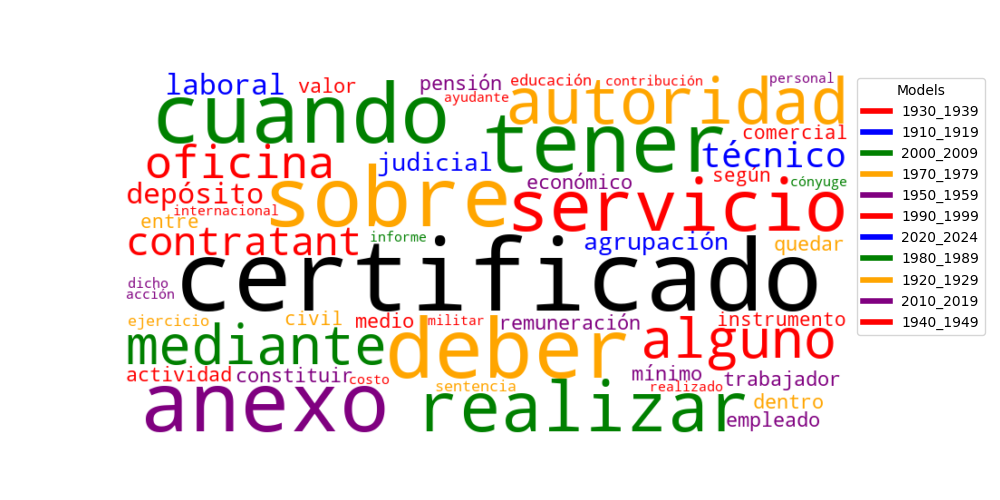 laboral valor pensión educación contribución personal
cuando ayudante autoridad
tener comercial
oficina judicial técnico
depósito sobre económico según cónyuge
internacional servicio
entre
contratant informe agrupación quedar
certificado
dicho
acción
ejercicio civil medio militar remuneración instrumento
mediante deber alguno
actividad constituir costo mínimo trabajador
sentencia realizado
anexo realizar dentro
empleado
Models
1930_1939
1910_1919
2000_2009
1970_1979
1950_1959
1990_1999
2020_2024
1980_1989
1920_1929
2010_2019
1940_1949